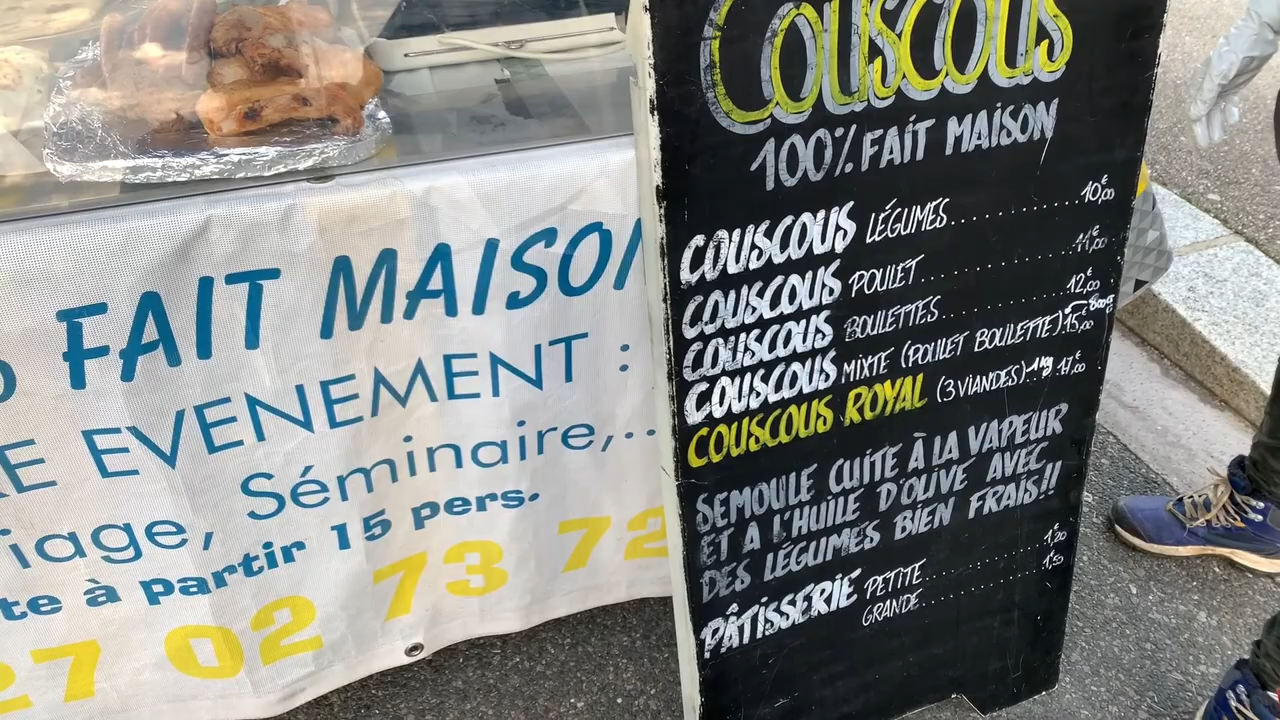 FAIT MAISON
EVENEMENT :
iage, Séminaire,..
te à partir 15 pers.
27 02 73 72
COUSCOUS
100% FAIT MAISON
COUSCOUS LÉGUMES.......... 10,00€
COUSCOUS POULET.......... 11,00€
COUSCOUS BOULETTES.......... 12,00€
COUSCOUS MIXTE (POULET BOULETTE). 800g 15,00€
COUSCOUS ROYAL (3 VIANDES).. 1kg 17,00€
SEMOULE CUITE À LA VAPEUR
ET A L'HUILE D'OLIVE AVEC
DES LÉGUMES BIEN FRAIS!!
PÂTISSERIE PETITE.......... 1,20
GRANDE.......... 1€50